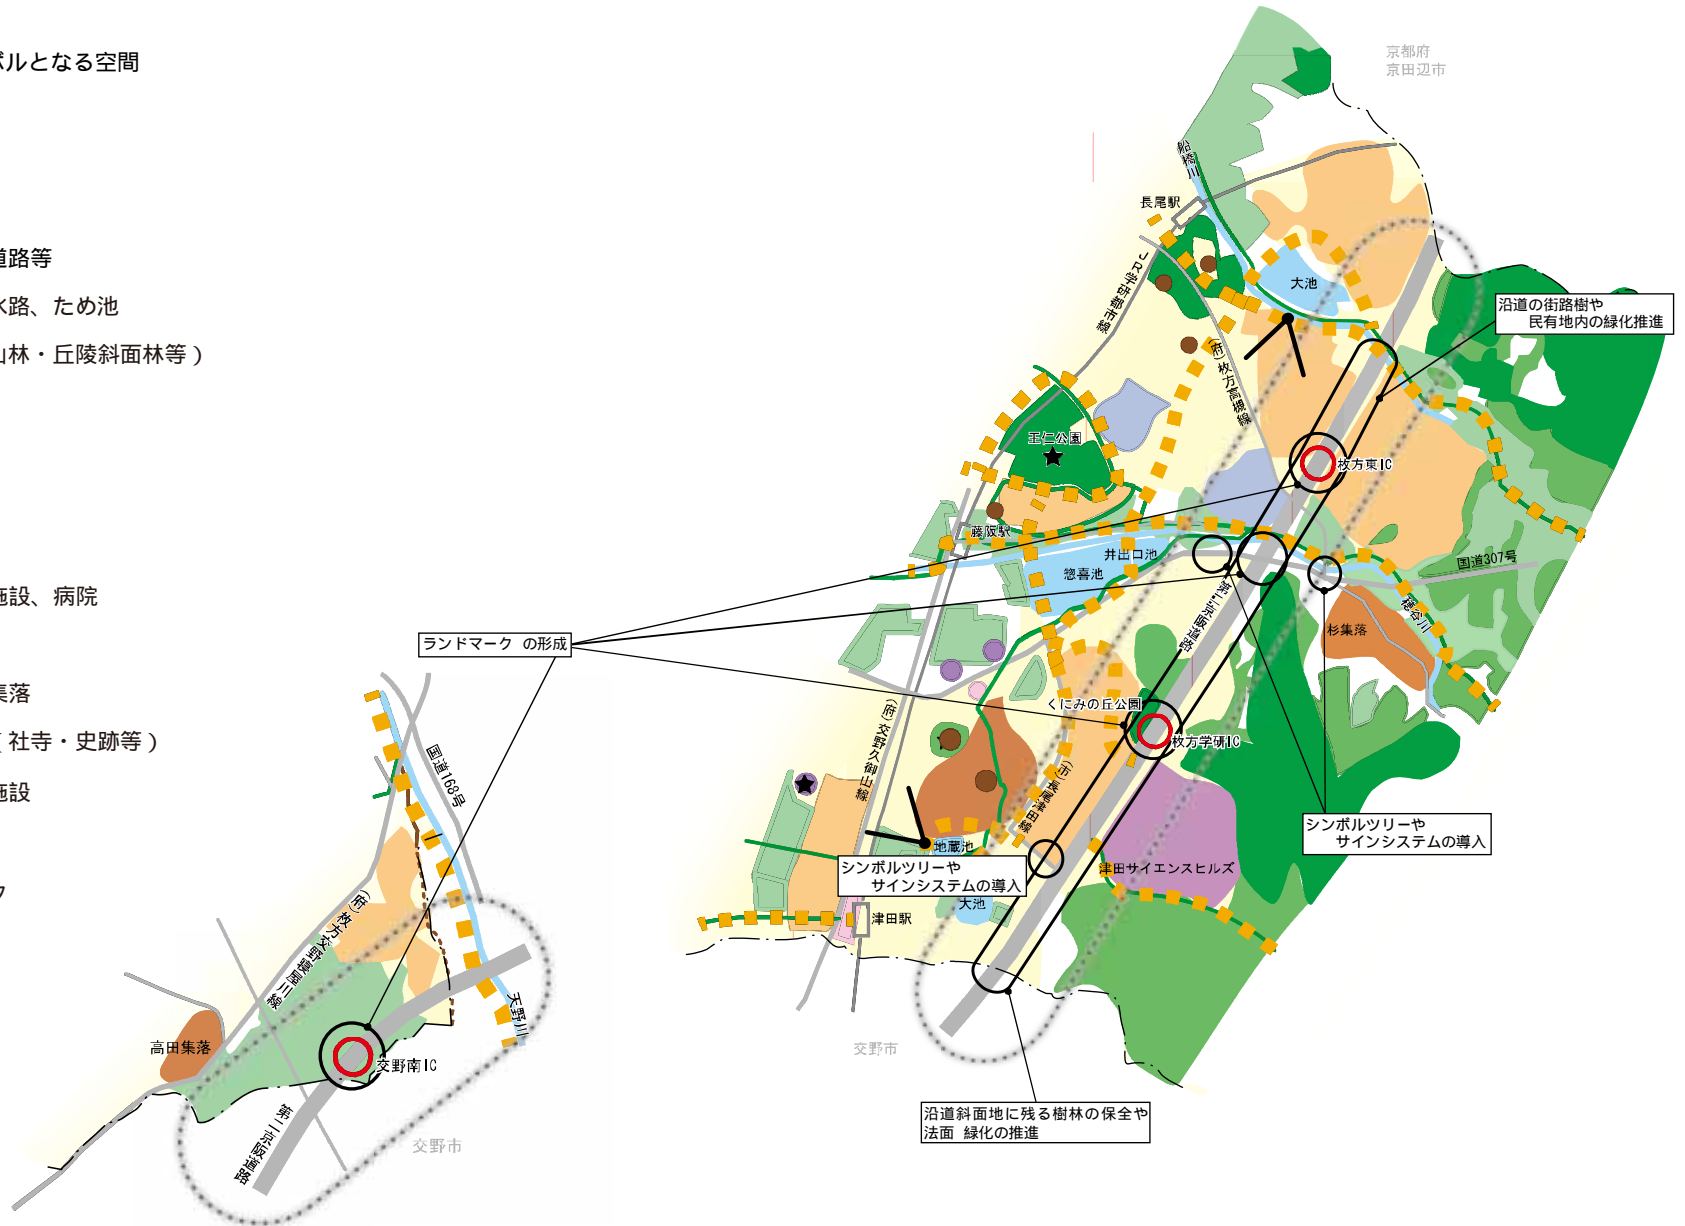 ボルとなる空間
道路等
水路、ため池
山林・丘陵斜面林等）
施設、病院
集落
（社寺・史跡等）
施設
ク
京都府
京田辺市
船橋川
長尾駅
JR学研都市線
大池
沿道の街路樹や
民有地内の緑化推進
（府）枚方高槻線
王仁公園
枚方東IC
藤阪駅
井出口池
惣喜池
国道307号
第二京阪道路
穂谷川
杉集落
ランドマーク の形成
くにみの丘公園
枚方学研IC
（府）交野久御山線
（市）長尾津田線
国道168号
シンボルツリーや
サインシステムの導入
地蔵池
シンボルツリーや
サインシステムの導入
津田サイエンスヒルズ
大池
津田駅
（府）枚方交野寝屋川線
天野川
高田集落
交野南IC
交野市
第二京阪道路
交野市
沿道斜面地に残る樹林の保全や
法面 緑化の推進